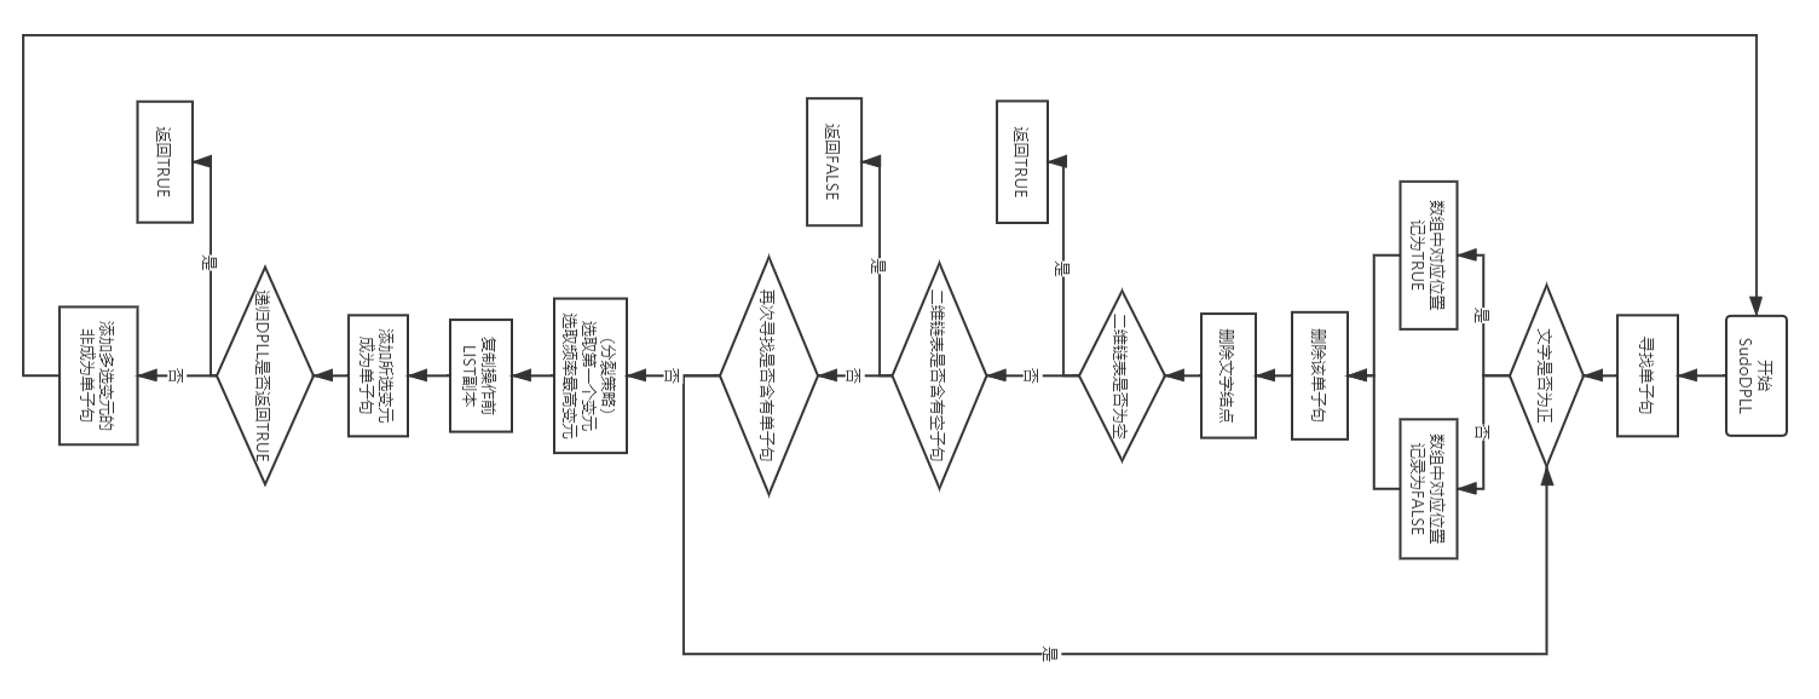 开始
SudoDPLL
寻找单子句
文字是否为正
是
否
数组中对应位置
记为TRUE
数组中对应位置
记录为FALSE
删除该单子句
删除文字结点
二维链表是否为空
是
返回TRUE
否
二维链表是否含有空子句
是
返回FALSE
否
再次寻找是否含有单子句
是
否
（分裂策略）
选取第一个变元
选取频率最高变元
复制操作前
LIST副本
添加所选变元
成为单子句
递归DPLL是否返回TRUE
是
返回TRUE
否
添加多选变元的
非成为单子句